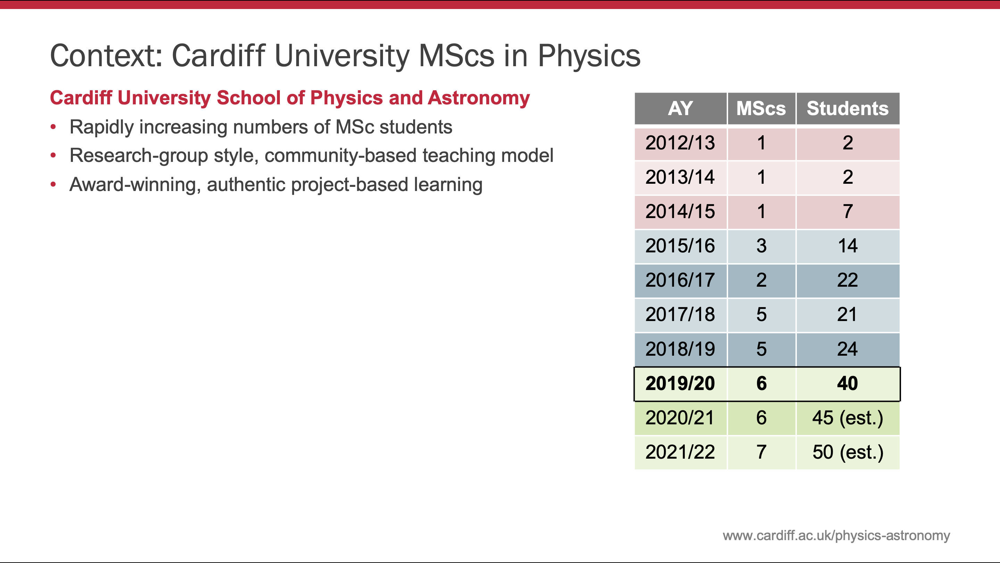 Context: Cardiff University MScs in Physics
Cardiff University School of Physics and Astronomy
• Rapidly increasing numbers of MSc students
• Research-group style, community-based teaching model
• Award-winning, authentic project-based learning
AY MScs Students
2012/13 1 2
2013/14 1 2
2014/15 1 7
2015/16 3 14
2016/17 2 22
2017/18 5 21
2018/19 5 24
2019/20 6 40
2020/21 6 45 (est.)
2021/22 7 50 (est.)
www.cardiff.ac.uk/physics-astronomy